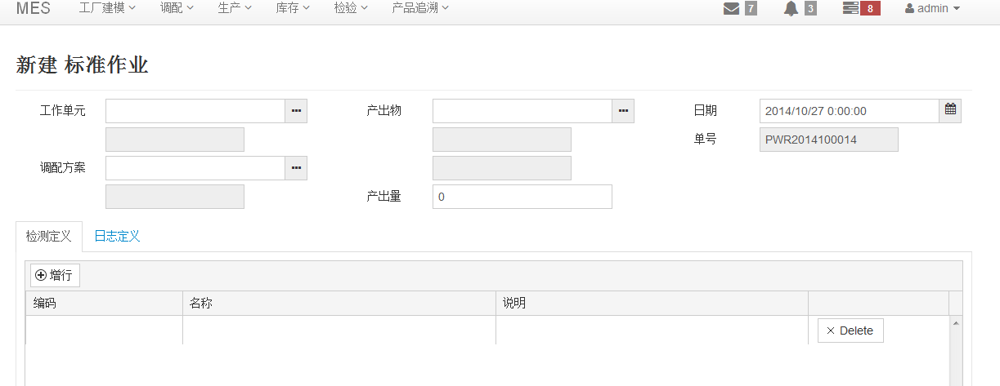 MES 工厂建模 调配 生产 库存 检验 产品追溯 7 3 8 admin
新建 标准作业
工作单元 产出物 日期 2014/10/27 0:00:00
单号 PWR2014100014
调配方案
产出量 0
检测定义 日志定义
增行
编码 名称 说明
Delete